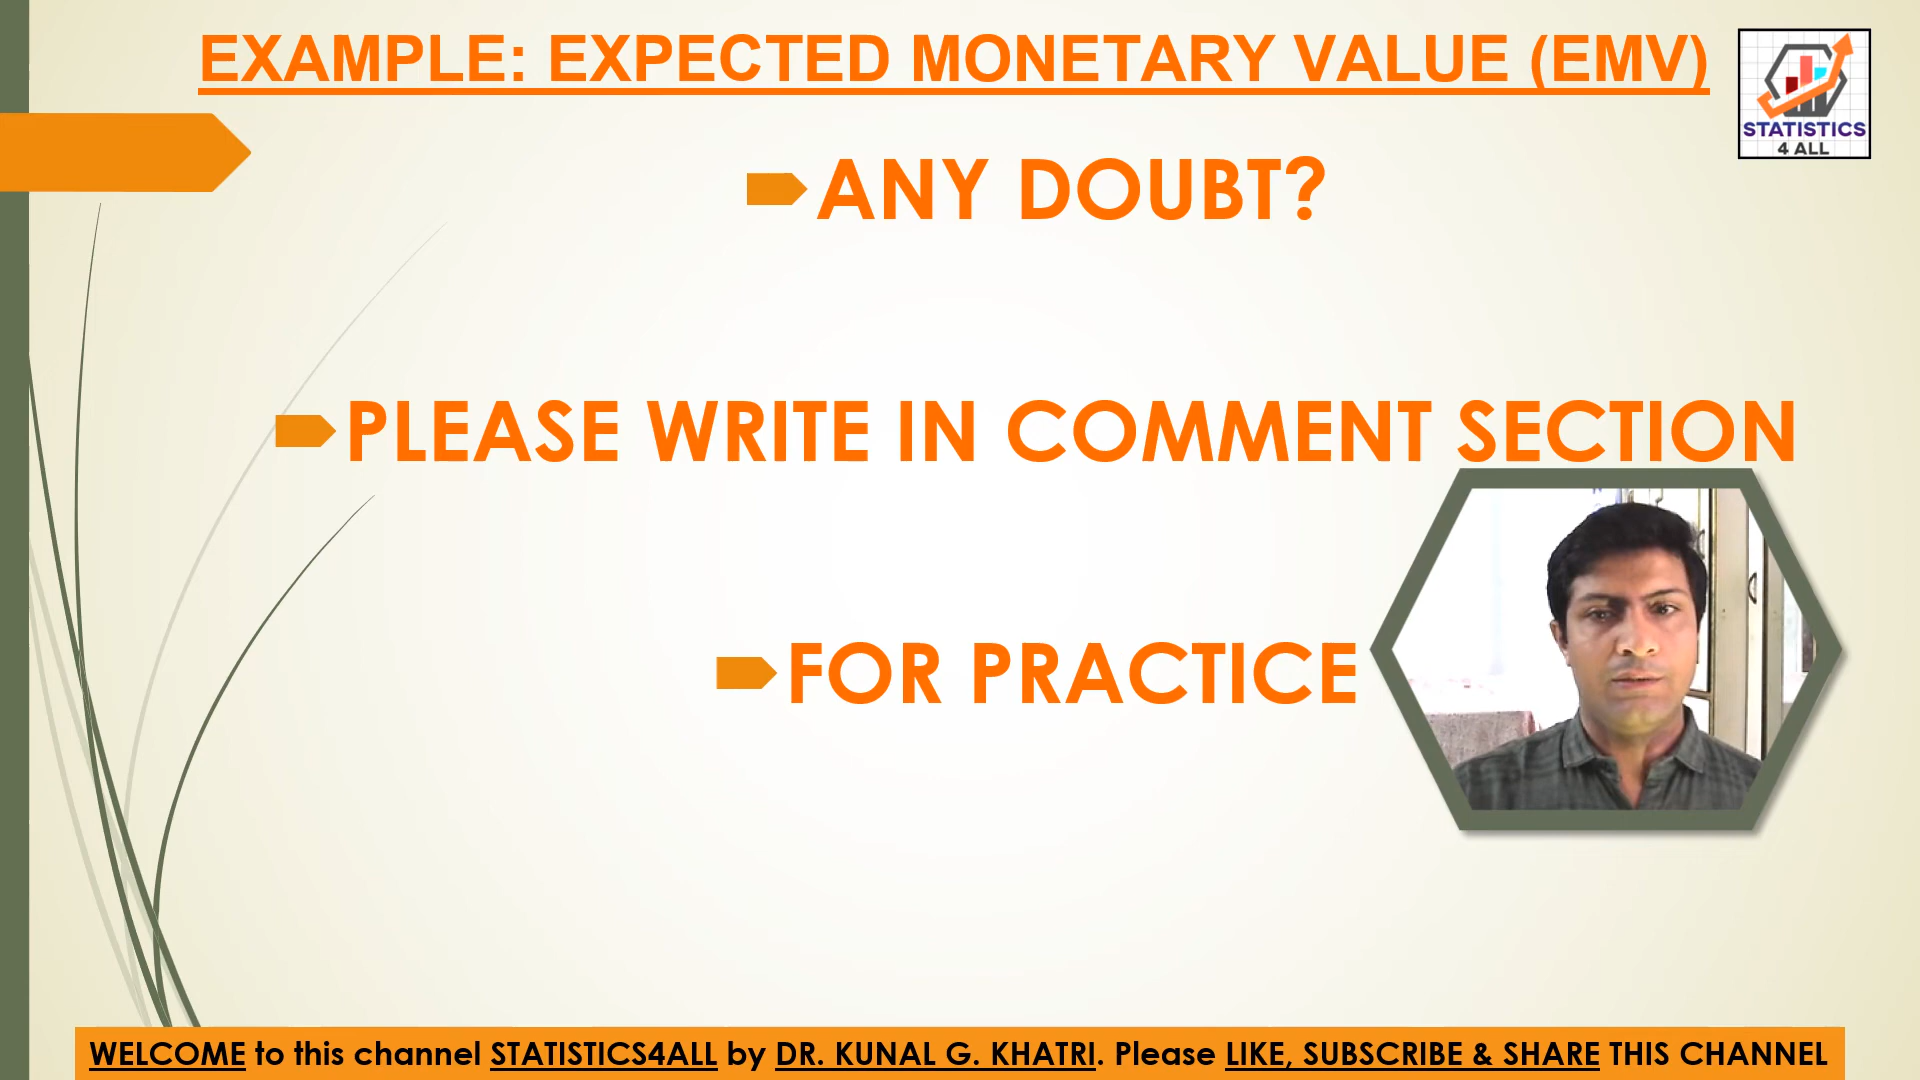 EXAMPLE: EXPECTED MONETARY VALUE (EMV)
STATISTICS
4 ALL
ANY DOUBT?
PLEASE WRITE IN COMMENT SECTION
FOR PRACTICE
WELCOME to this channel STATISTICS4ALL by DR. KUNAL G. KHATRI. Please LIKE, SUBSCRIBE & SHARE THIS CHANNEL